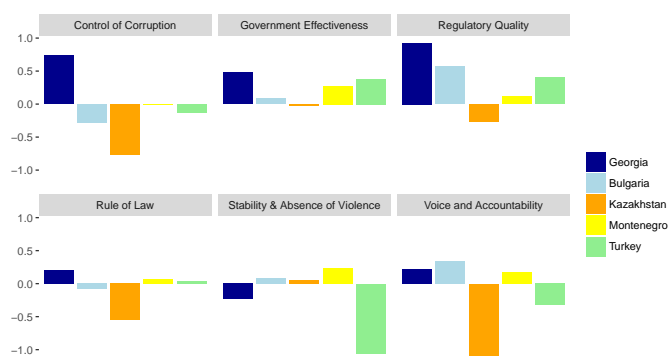 Control of Corruption
Government Effectiveness
Regulatory Quality
1.0
0.5
0.0
−0.5
−1.0
Georgia
Bulgaria
Kazakhstan
Montenegro
Turkey
Rule of Law
Stability & Absence of Violence
Voice and Accountability
1.0
0.5
0.0
−0.5
−1.0